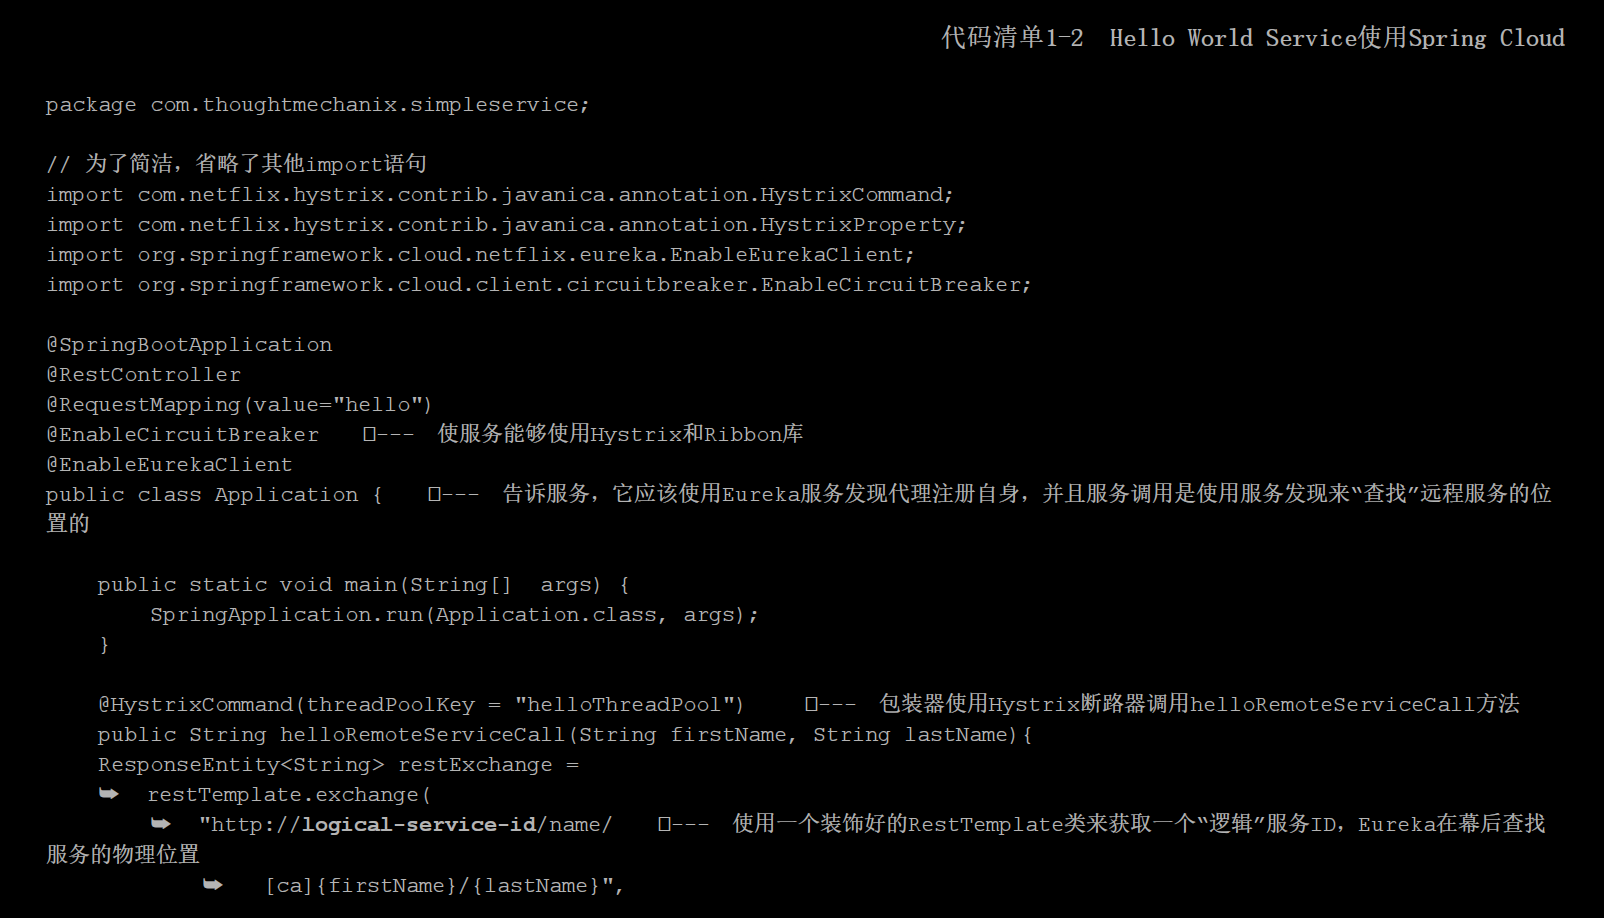 代码清单1-2  Hello World Service使用Spring Cloud
package com.thoughtmechanix.simpleservice;
// 为了简洁，省略了其他import语句
import com.netflix.hystrix.contrib.javanica.annotation.HystrixCommand;
import com.netflix.hystrix.contrib.javanica.annotation.HystrixProperty;
import org.springframework.cloud.netflix.eureka.EnableEurekaClient;
import org.springframework.cloud.client.circuitbreaker.EnableCircuitBreaker;
@SpringBootApplication
@RestController
@RequestMapping(value="hello")
@EnableCircuitBreaker   ⎕---  使服务能够使用Hystrix和Ribbon库
@EnableEurekaClient
public class Application {   ⎕---  告诉服务，它应该使用Eureka服务发现代理注册自身，并且服务调用是使用服务发现来“查找”远程服务的位
置的
    public static void main(String[]  args) {
        SpringApplication.run(Application.class, args);
    }
    @HystrixCommand(threadPoolKey = "helloThreadPool")    ⎕---  包装器使用Hystrix断路器调用helloRemoteServiceCall方法
    public String helloRemoteServiceCall(String firstName, String lastName){
    ResponseEntity<String> restExchange =
    ➥  restTemplate.exchange(
        ➥  "http://logical-service-id/name/   ⎕---  使用一个装饰好的RestTemplate类来获取一个“逻辑”服务ID，Eureka在幕后查找
服务的物理位置
            ➥   [ca]{firstName}/{lastName}",